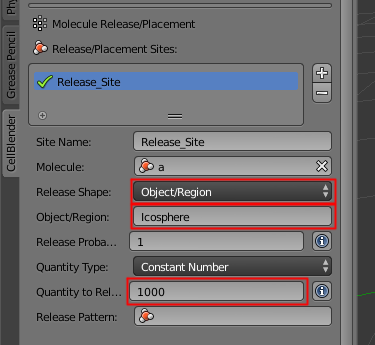 Phy
Grease Pencil
CellBlender
Molecule Release/Placement
Release/Placement Sites:
Release_Site
Site Name: Release_Site
Molecule: a
Release Shape: Object/Region
Object/Region: Icosphere
Release Proba... 1
Quantity Type: Constant Number
Quantity to Rel... 1000
Release Pattern: